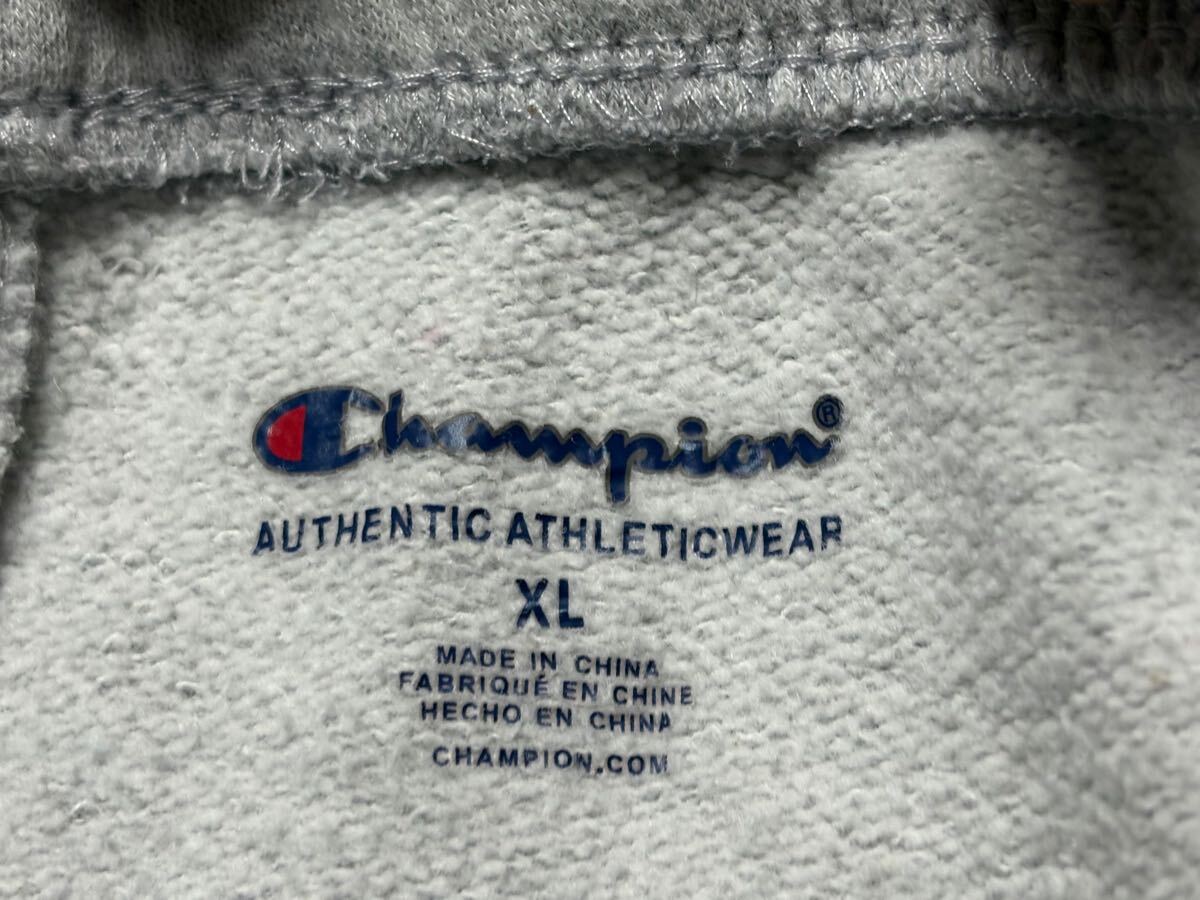 Champion®
AUTHENTIC ATHLETICWEAR
XL
MADE IN CHINA
FABRIQUÉ EN CHINE
HECHO EN CHINA
CHAMPION.COM